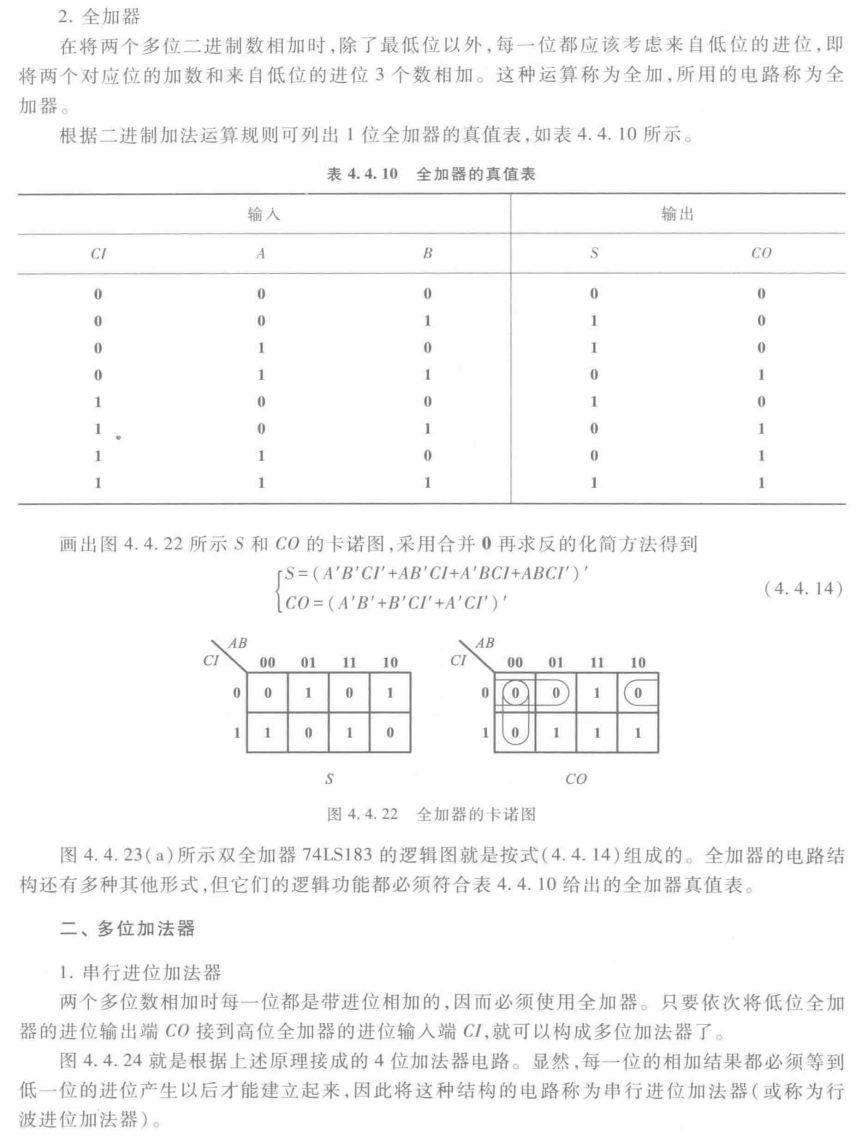 2. 全加器
在将两个多位二进制数相加时,除了最低位以外,每一位都应该考虑来自低位的进位,即
将两个对应位的加数和来自低位的进位 3 个数相加。这种运算称为全加,所用的电路称为全
加器。
根据二进制加法运算规则可列出 1 位全加器的真值表,如表 4.4.10 所示。
表 4.4.10 全加器的真值表
输入 输出
CI A B S CO
0 0 0 0 0
0 0 1 1 0
0 1 0 1 0
0 1 1 0 1
1 0 0 1 0
1 0 1 0 1
1 1 0 0 1
1 1 1 1 1
画出图 4.4.22 所示 S 和 CO 的卡诺图,采用合并 0 再求反的化简方法得到
S=(A'B'CI'+AB'CI+A'BCI+ABCI')'
CO=(A'B'+B'CI'+A'CI')'
(4.4.14)
AB AB
CI 00 01 11 10 CI 00 01 11 10
0 0 1 0 1 0 0 0 1 0
1 1 0 1 0 1 0 1 1 1
S CO
图 4.4.22 全加器的卡诺图
图 4.4.23(a)所示双全加器 74LS183 的逻辑图就是按式(4.4.14)组成的。全加器的电路结
构还有多种其他形式,但它们的逻辑功能都必须符合表 4.4.10 给出的全加器真值表。
二、多位加法器
1. 串行进位加法器
两个多位数相加时每一位都是带进位相加的,因而必须使用全加器。只要依次将低位全加
器的进位输出端 CO 接到高位全加器的进位输入端 CI,就可以构成多位加法器了。
图 4.4.24 就是根据上述原理接成的 4 位加法器电路。显然,每一位的相加结果都必须等到
低一位的进位产生以后才能建立起来,因此将这种结构的电路称为串行进位加法器(或称为行
波进位加法器)。